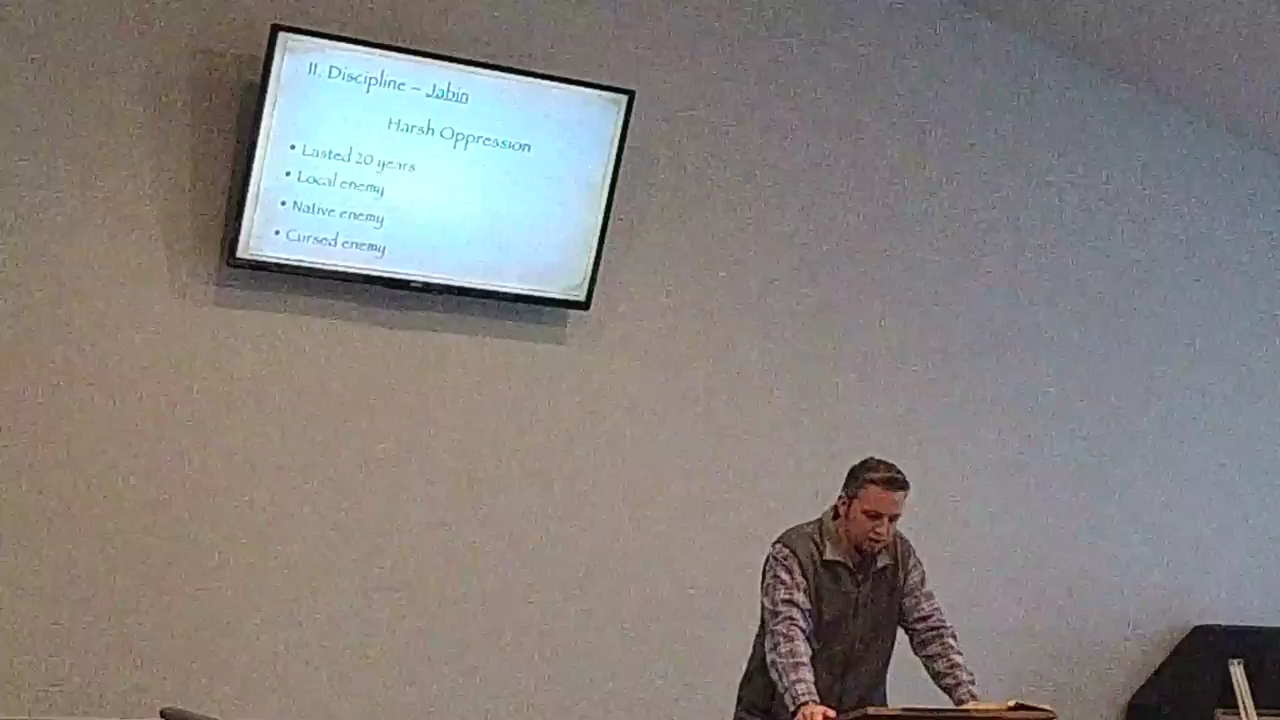 II. Discipline – Jabin
Harsh Oppression
• Lasted 20 years
• Local enemy
• Native enemy
• Cursed enemy